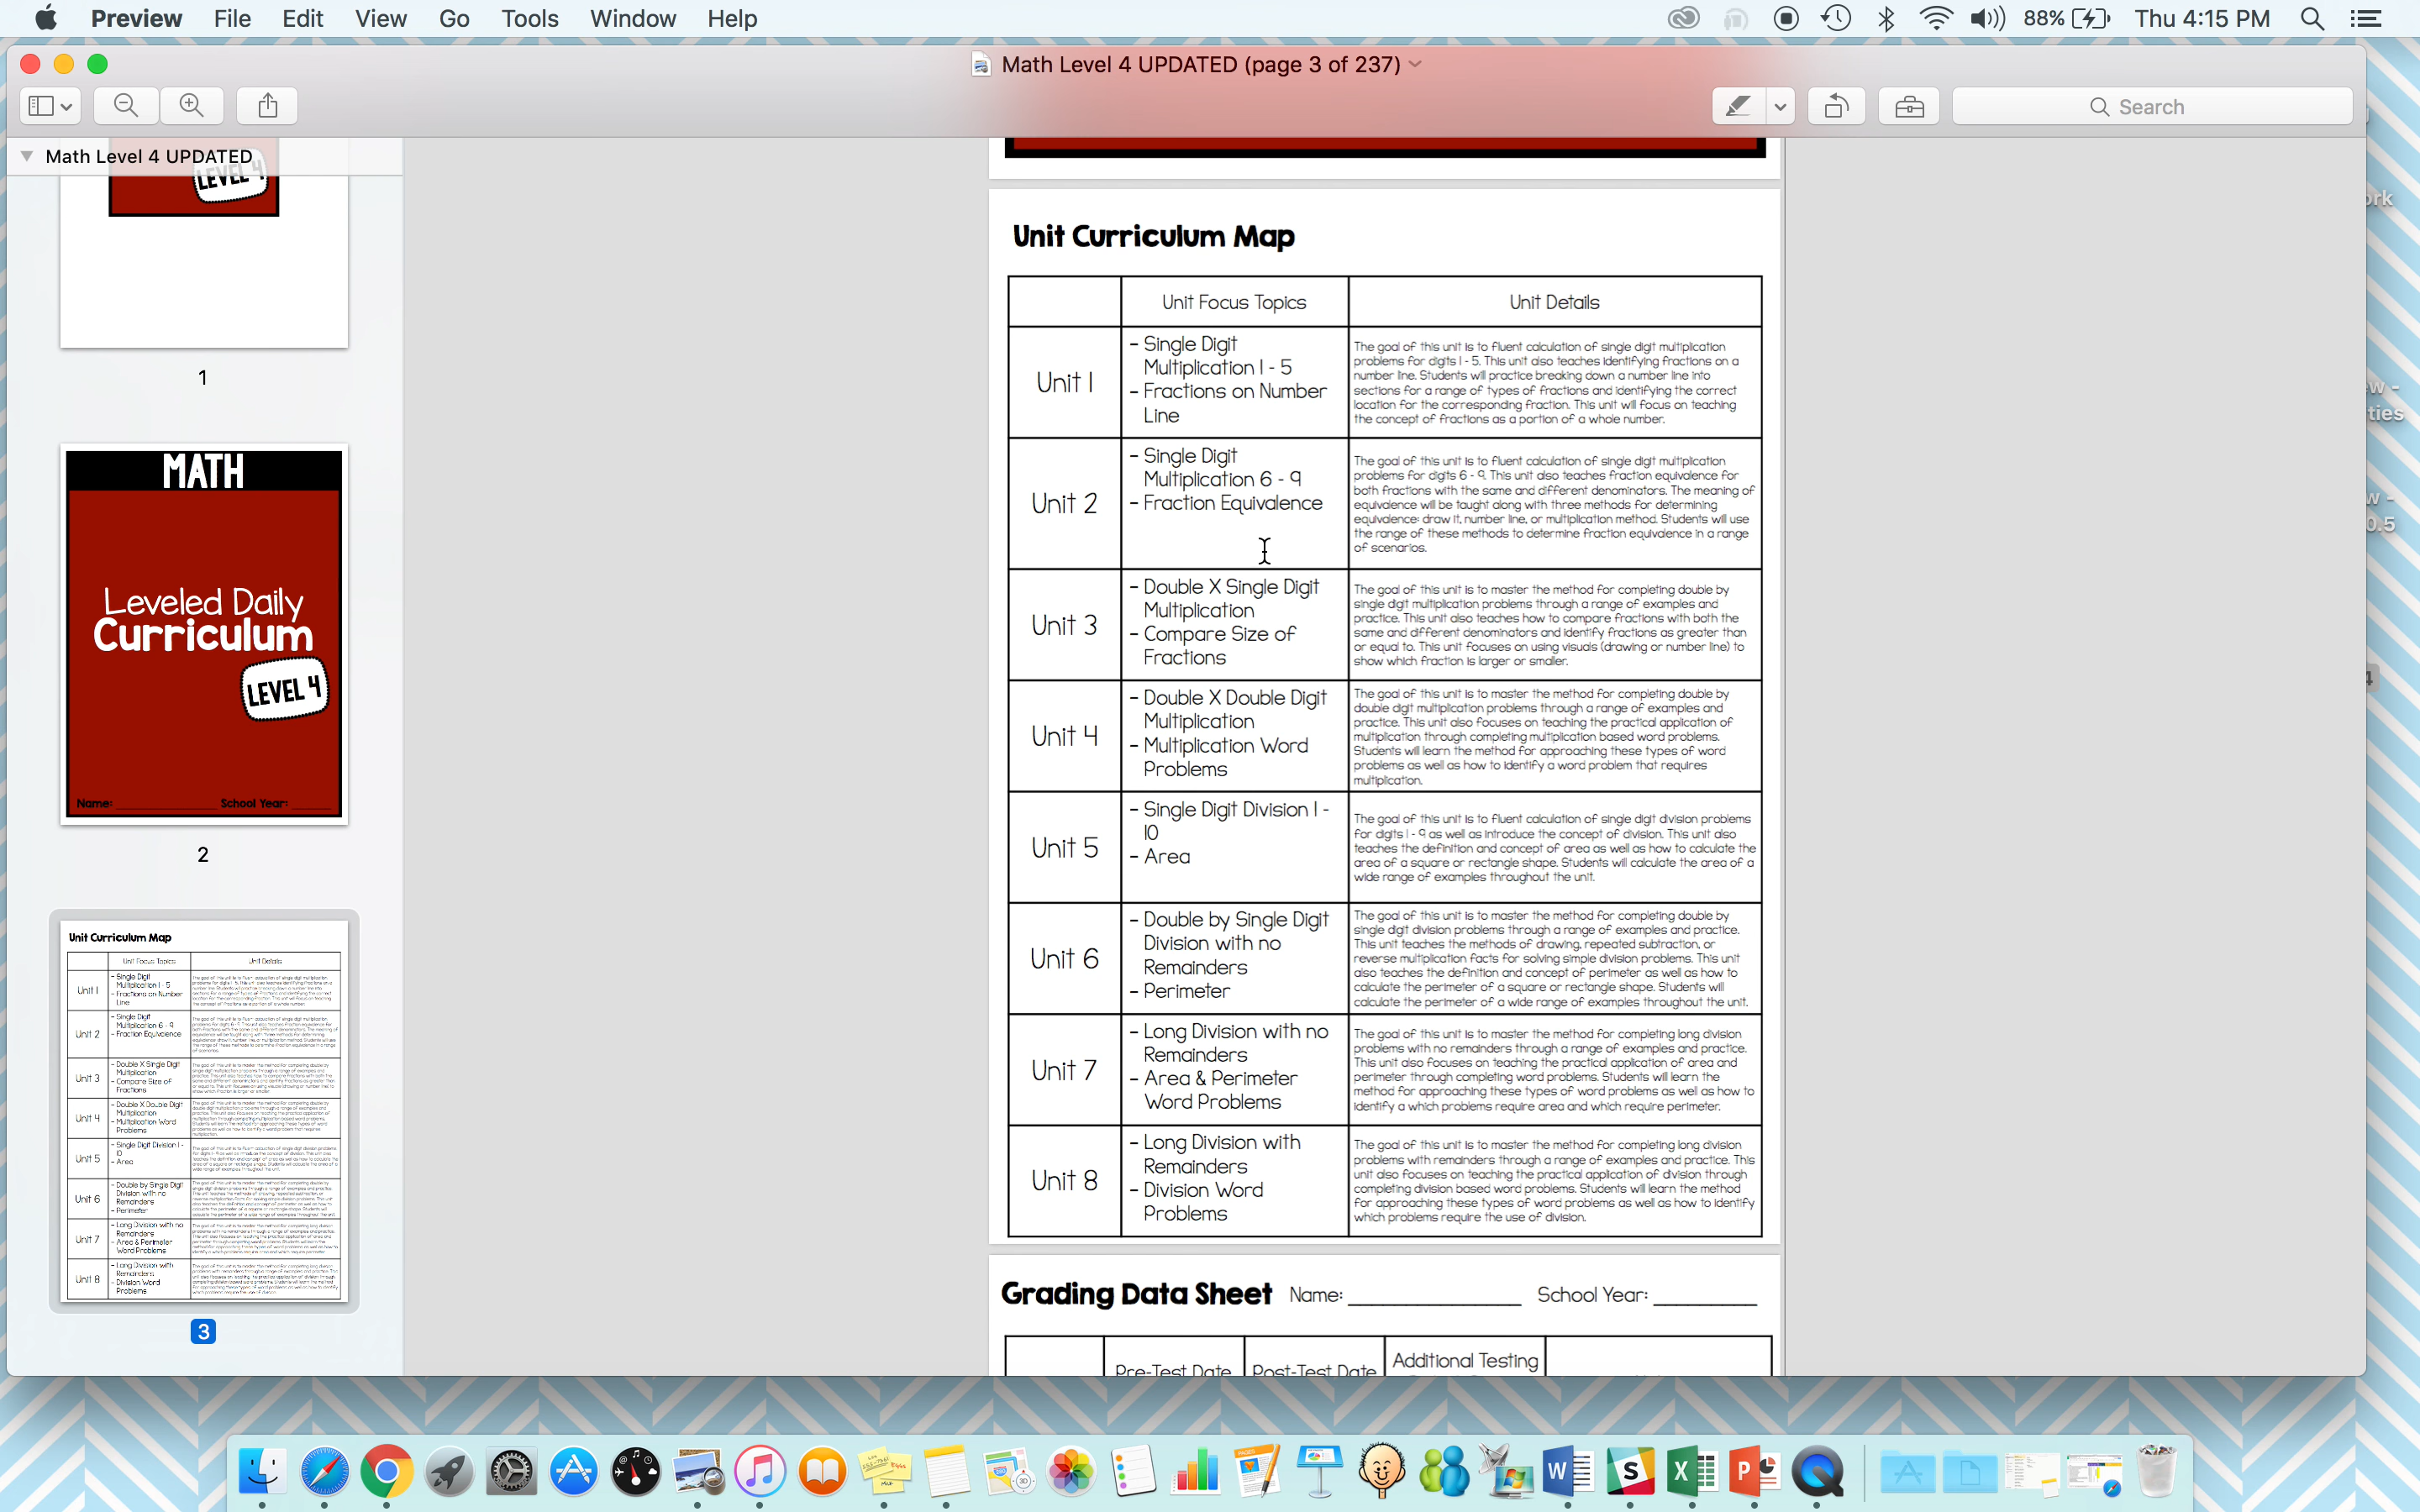 Preview File Edit View Go Tools Window Help
88% Thu 4:15 PM
Math Level 4 UPDATED (page 3 of 237)
Search
Math Level 4 UPDATED
LEVEL 4
1
MATH
Leveled Daily
Curriculum
LEVEL 4
Name: School Year:
2
Unit Curriculum Map
3
Unit Curriculum Map
Unit Focus Topics
Unit Details
Unit 1
- Single Digit
Multiplication 1 - 5
- Fractions on Number
Line
The goal of this unit is to fluent calculation of single digit multiplication
problems for digits 1 - 5. This unit also teaches identifying fractions on a
number line. Students will practice breaking down a number line into
sections for a range of types of fractions and identifying the correct
location for the corresponding fraction. This unit will focus on teaching
the concept of fractions as a portion of a whole number.
Unit 2
- Single Digit
Multiplication 6 - 9
- Fraction Equivalence
The goal of this unit is to fluent calculation of single digit multiplication
problems for digits 6 - 9. This unit also teaches fraction equivalence for
both fractions with the same and different denominators. The meaning of
equivalence will be taught along with three methods for determining
equivalence: draw it, number line, or multiplication method. Students will use
the range of these methods to determine fraction equivalence in a range
of scenarios.
Unit 3
- Double X Single Digit
Multiplication
- Compare Size of
Fractions
The goal of this unit is to master the method for completing double by
single digit multiplication problems through a range of examples and
practice. This unit also teaches how to compare fractions with both the
same and different denominators and identify fractions as greater than
or equal to. This unit focuses on using visuals (drawing or number line) to
show which fraction is larger or smaller.
Unit 4
- Double X Double Digit
Multiplication
- Multiplication Word
Problems
The goal of this unit is to master the method for completing double by
double digit multiplication problems through a range of examples and
practice. This unit also focuses on teaching the practical application of
multiplication through completing multiplication based word problems.
Students will learn the method for approaching these types of word
problems as well as how to identify a word problem that requires
multiplication.
Unit 5
- Single Digit Division 1 -
10
- Area
The goal of this unit is to fluent calculation of single digit division problems
for digits 1 - 9 as well as introduce the concept of division. This unit also
teaches the definition and concept of area as well as how to calculate the
area of a square or rectangle shape. Students will calculate the area of a
wide range of examples throughout the unit.
Unit 6
- Double by Single Digit
Division with no
Remainders
- Perimeter
The goal of this unit is to master the method for completing double by
single digit division problems through a range of examples and practice.
This unit teaches the methods of drawing, repeated subtraction, or
reverse multiplication facts for solving simple division problems. This unit
also teaches the definition and concept of perimeter as well as how to
calculate the perimeter of a square or rectangle shape. Students will
calculate the perimeter of a wide range of examples throughout the unit.
Unit 7
- Long Division with no
Remainders
- Area & Perimeter
Word Problems
The goal of this unit is to master the method for completing long division
problems with no remainders through a range of examples and practice.
This unit also focuses on teaching the practical application of area and
perimeter through completing word problems. Students will learn the
method for approaching these types of word problems as well as how to
identify a which problems require area and which require perimeter.
Unit 8
- Long Division with
Remainders
- Division Word
Problems
The goal of this unit is to master the method for completing long division
problems with remainders through a range of examples and practice. This
unit also focuses on teaching the practical application of division through
completing division based word problems. Students will learn the method
for approaching these types of word problems as well as how to identify
which problems require the use of division.
Grading Data Sheet Name: School Year:
Pre-Test Date Post-Test Date Additional Testing